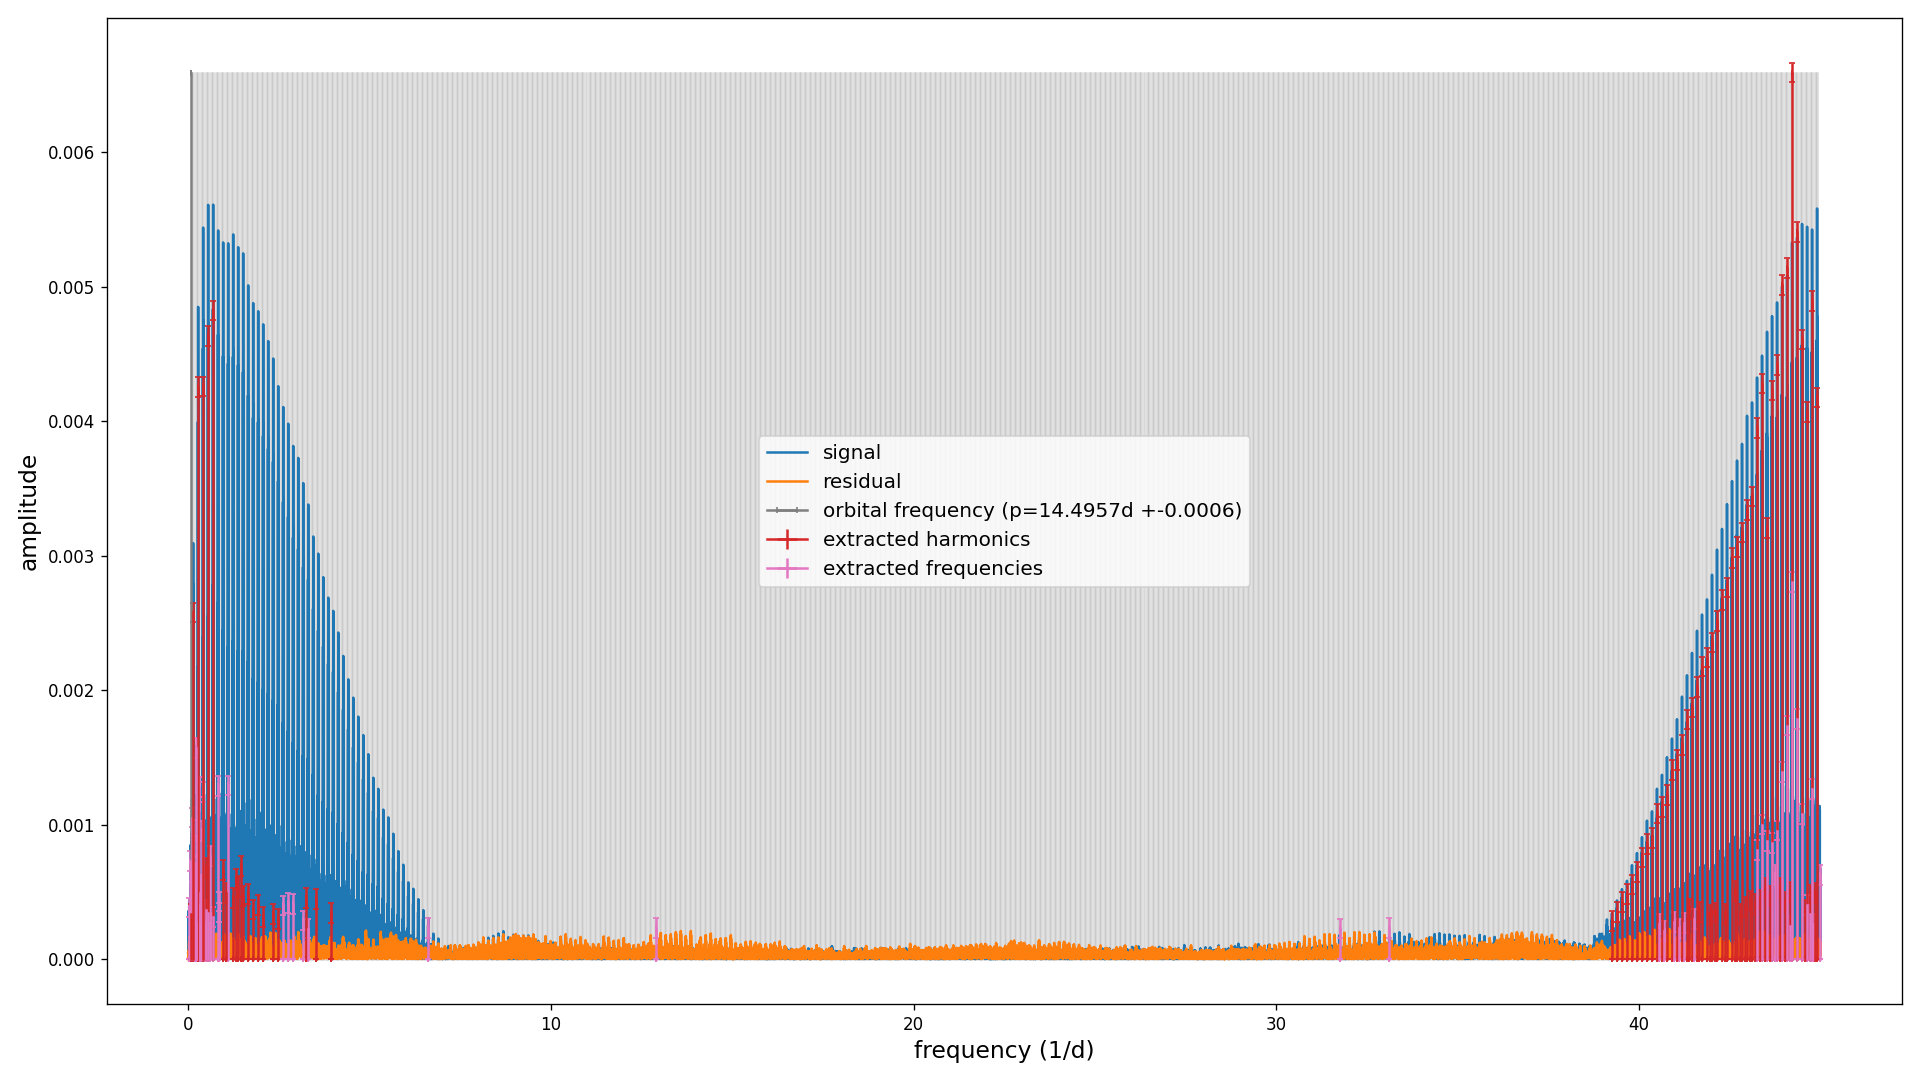 0.006
0.005
0.004
0.003
0.002
0.001
0.000
amplitude
signal
residual
orbital frequency (p=14.4957d +-0.0006)
extracted harmonics
extracted frequencies
0 10 20 30 40
frequency (1/d)